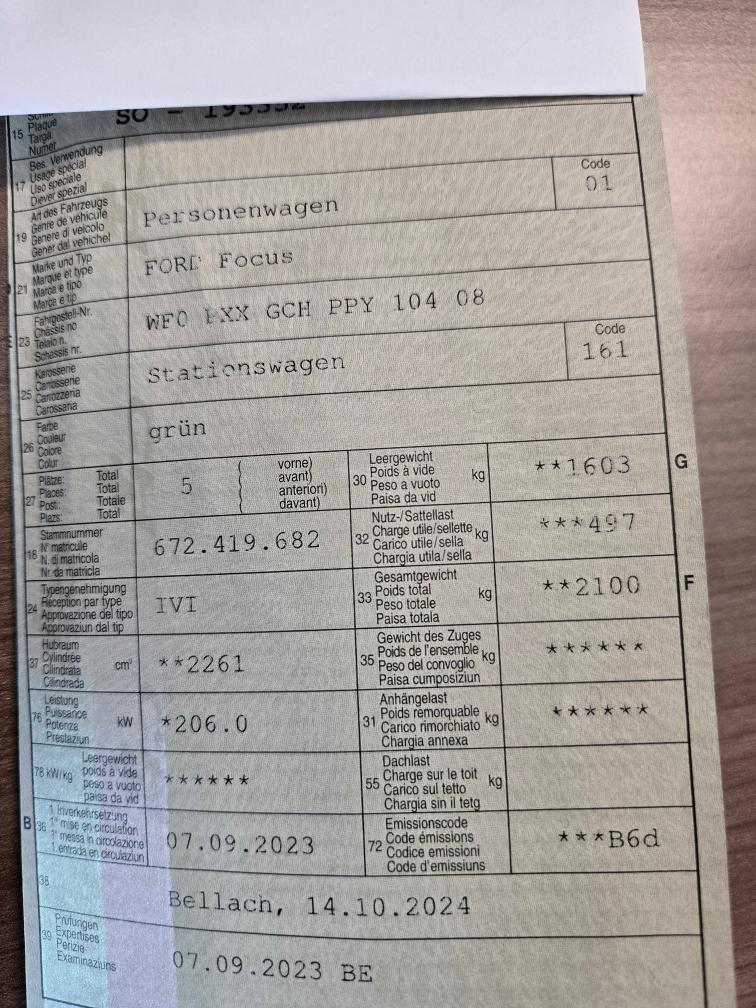 15 Plaque
Targa
Numer
SO - 193352
17 Bes. Verwendung
Usage spécial
Uso speciale
Diever spezial
19 Art des Fahrzeugs
Genre de véhicule
Genere di veicolo
Gener dal vehichel
Personenwagen
Code
01
21 Marke und Typ
Marque et type
Marca e tipo
Marca e tip
FORD Focus
23 Fahrgestell-Nr.
Châssis no
Telaio n.
Schassis nr.
WF0 PXX GCH PPY 104 08
25 Karosserie
Carrosserie
Carrozzeria
Carossaria
Stationswagen
Code
161
26 Farbe
Couleur
Colore
Colur
grün
27 Plätze: Total
Places: Total
Posti: Totale
Plazs: Total
5 ( vorne)
( avant)
( anteriori)
( davant)
30 Leergewicht
Poids à vide
Peso a vuoto
Paisa da vid
kg
**1603
G
18 Stammnummer
N° matricule
N. di matricola
Nr. da matricla
672.419.682
32 Nutz-/Sattellast
Charge utile/sellette
Carico utile/sella
Chargia utila/sella
kg
***497
24 Typengenehmigung
Réception par type
Approvazione del tipo
Approvaziun dal tip
IVI
33 Gesamtgewicht
Poids total
Peso totale
Paisa totala
kg
**2100
F
37 Hubraum
Cylindrée
Cilindrata
Cilindrada
cm³
**2261
35 Gewicht des Zuges
Poids de l'ensemble
Peso del convoglio
Paisa cumposiziun
kg
******
76 Leistung
Puissance
Potenza
Prestaziun
kW
*206.0
31 Anhängelast
Poids remorquable
Carico rimorchiato
Chargia annexa
kg
******
78 kW/kg Leergewicht
poids à vide
peso a vuoto
paisa da vid
******
55 Dachlast
Charge sur le toit
Carico sul tetto
Chargia sin il tetg
kg
B 36 1. Inverkehrsetzung
1re mise en circulation
1a messa in circolazione
1. entrada en circulaziun
07.09.2023
72 Emissionscode
Code émissions
Codice emissioni
Code d'emissiuns
***B6d
38
Bellach, 14.10.2024
39 Prüfungen
Expertises
Perizie
Examinaziuns
07.09.2023 BE